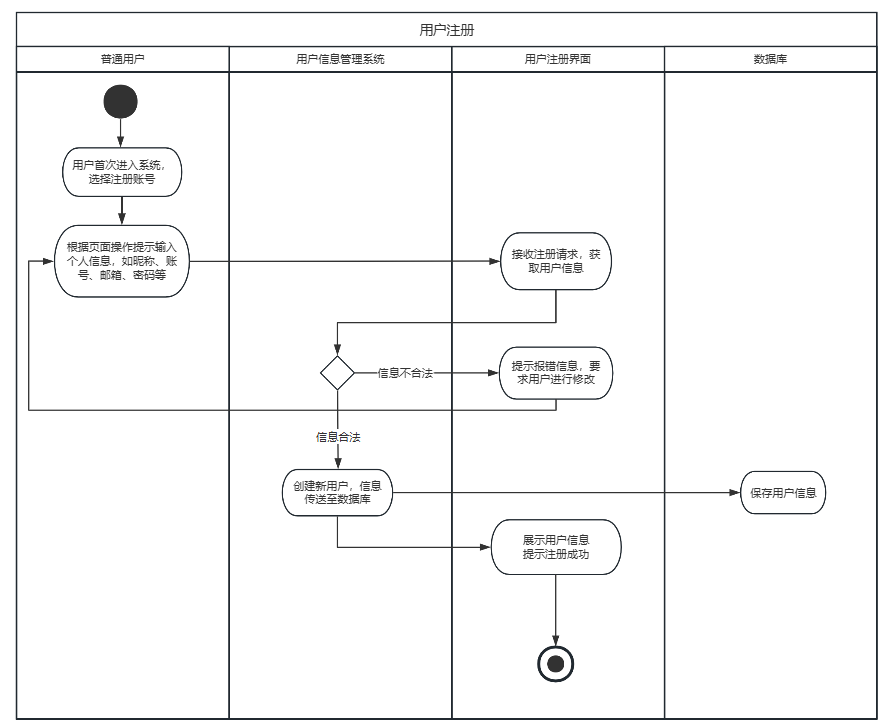 用户注册
普通用户
用户信息管理系统
用户注册界面
数据库
用户首次进入系统，
选择注册账号
根据页面操作提示输入
个人信息，如昵称、账
号、邮箱、密码等
接收注册请求，获
取用户信息
信息不合法
提示报错信息，要
求用户进行修改
信息合法
创建新用户，信息
传送至数据库
保存用户信息
展示用户信息
提示注册成功